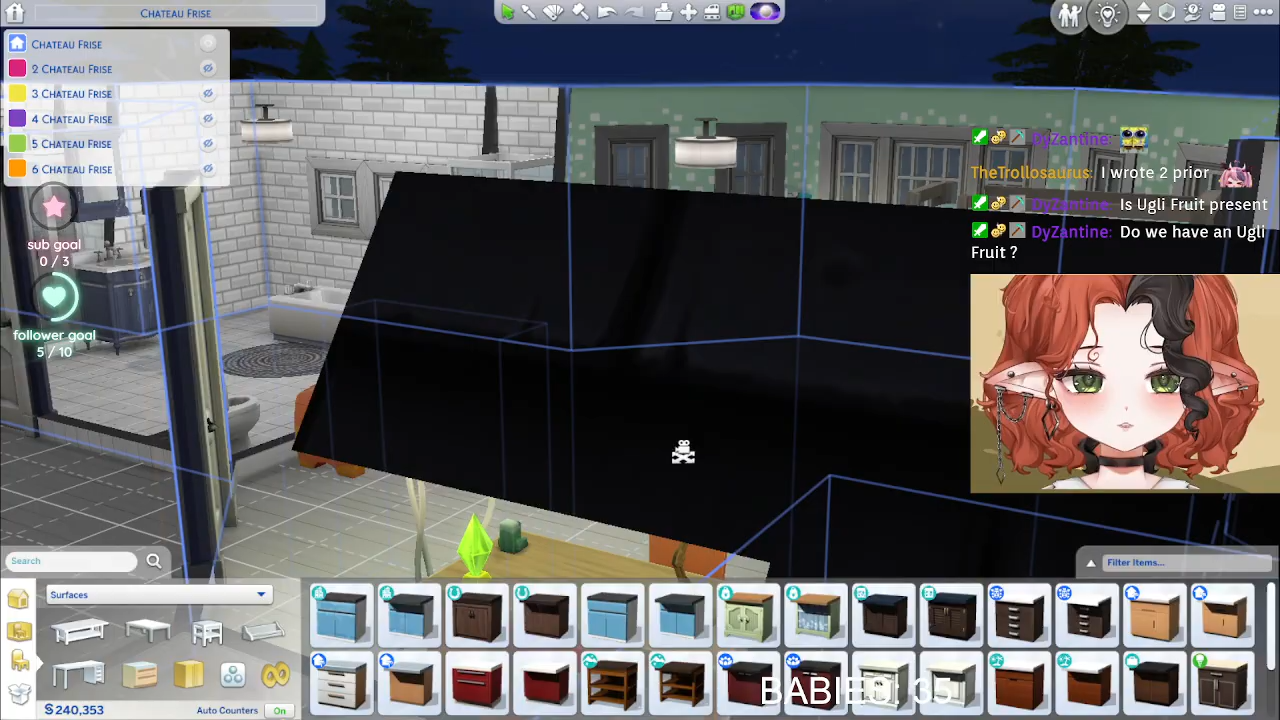 CHATEAU FRISE
CHATEAU FRISE
2 CHATEAU FRISE
3 CHATEAU FRISE
4 CHATEAU FRISE
5 CHATEAU FRISE
6 CHATEAU FRISE
sub goal
0 / 3
follower goal
5 / 10
DyZantine:
TheTrollosaurus: I wrote 2 prior
DyZantine: Is Ugli Fruit present
DyZantine: Do we have an Ugli
Fruit ?
Search
Filter Items...
Surfaces
BABIES: 35
§240,353
Auto Counters
On